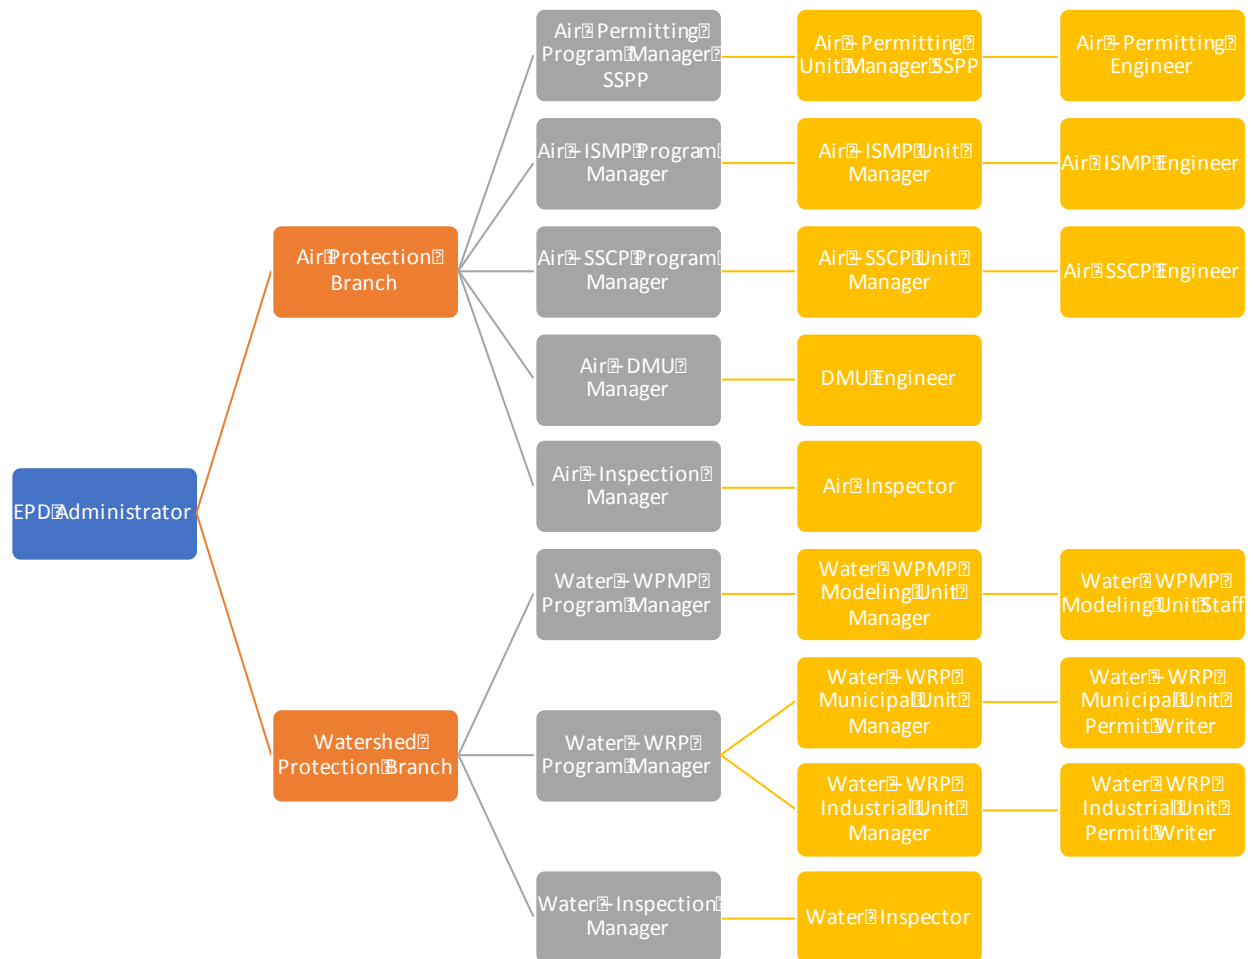 EPD Administrator
Air Protection
Branch
Air Permitting
Program Manager
SSPP
Air – Permitting
Unit Manager SSPP
Air – Permitting
Engineer
Air – ISMP Program
Manager
Air – ISMP Unit
Manager
Air ISMP Engineer
Air – SSCP Program
Manager
Air – SSCP Unit
Manager
Air SSCP Engineer
Air – DMU
Manager
DMU Engineer
Air – Inspection
Manager
Air Inspector
Watershed
Protection Branch
Water – WPMP
Program Manager
Water WPMP
Modeling Unit
Manager
Water WPMP
Modeling Unit Staff
Water – WRP
Program Manager
Water – WRP
Municipal Unit
Manager
Water – WRP
Municipal Unit
Permit Writer
Water – WRP
Industrial Unit
Manager
Water WRP
Industrial Unit
Permit Writer
Water – Inspection
Manager
Water Inspector